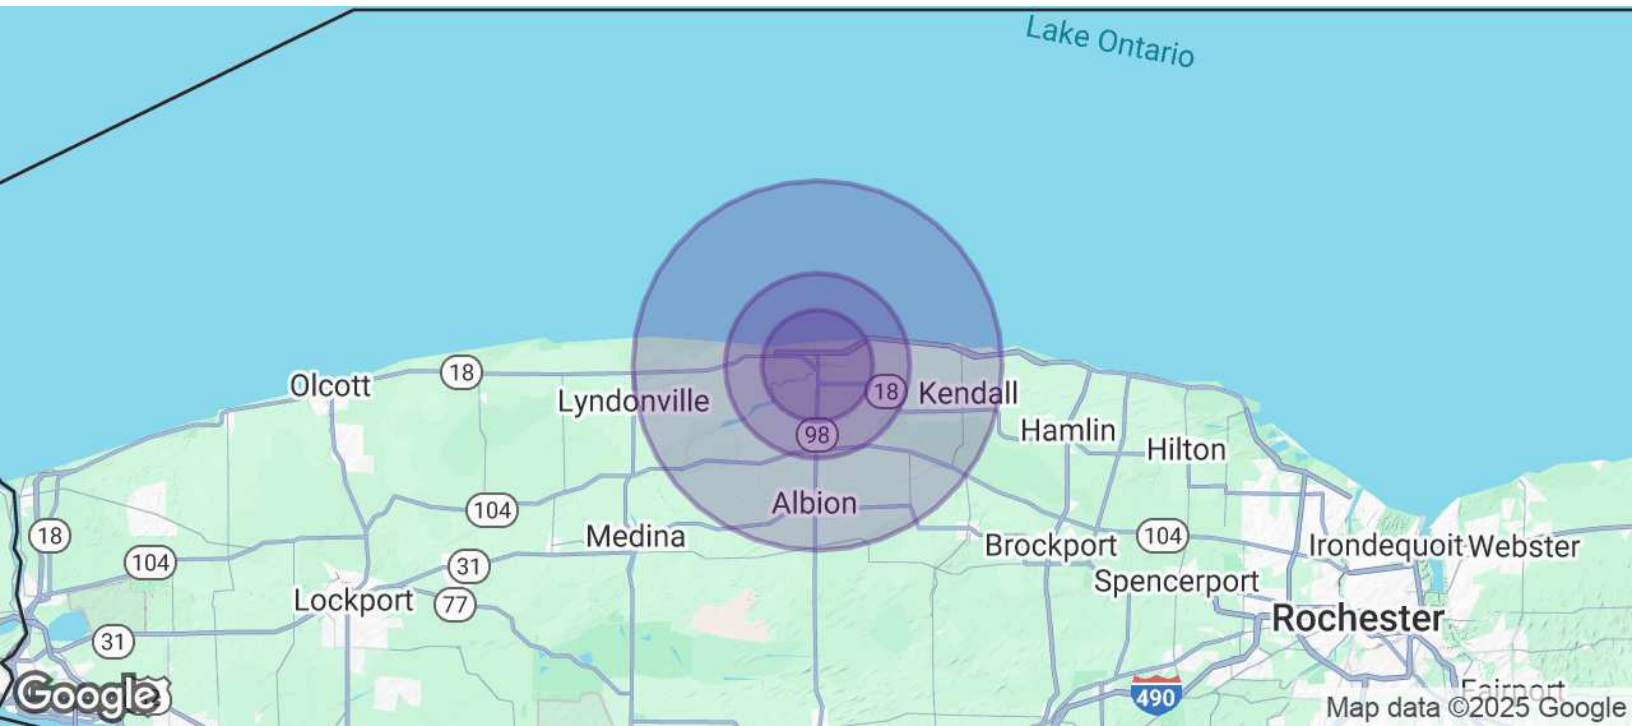 Lake Ontario
18
Olcott
18
Kendall
Lyndonville
98
Hamlin
Hilton
Albion
104
18
Medina
104
Brockport
Irondequoit
Webster
104
31
Spencerport
Lockport
77
Rochester
31
490
Fairport
Google
Map data ©2025 Google